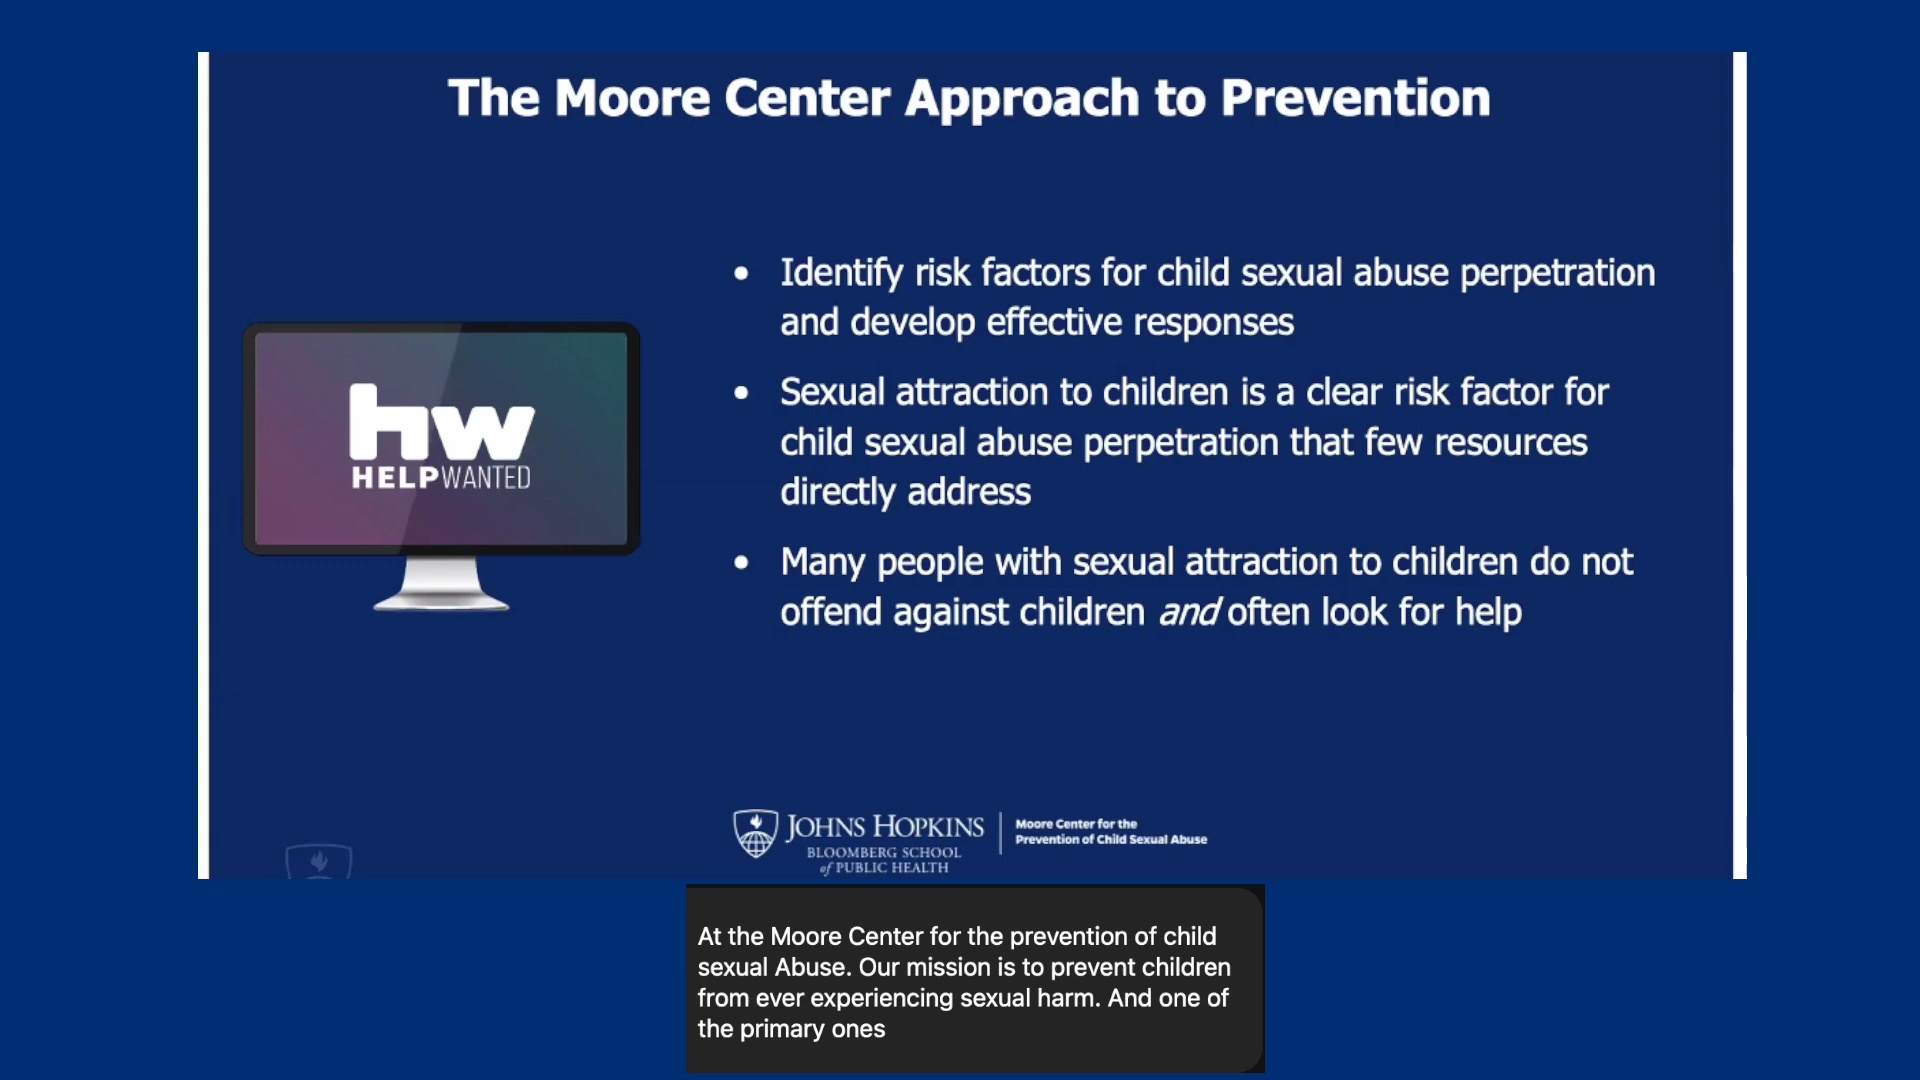 The Moore Center Approach to Prevention
hw
HELPWANTED
• Identify risk factors for child sexual abuse perpetration
and develop effective responses
• Sexual attraction to children is a clear risk factor for
child sexual abuse perpetration that few resources
directly address
• Many people with sexual attraction to children do not
offend against children and often look for help
JOHNS HOPKINS
BLOOMBERG SCHOOL
of PUBLIC HEALTH
Moore Center for the
Prevention of Child Sexual Abuse
At the Moore Center for the prevention of child
sexual Abuse. Our mission is to prevent children
from ever experiencing sexual harm. And one of
the primary ones